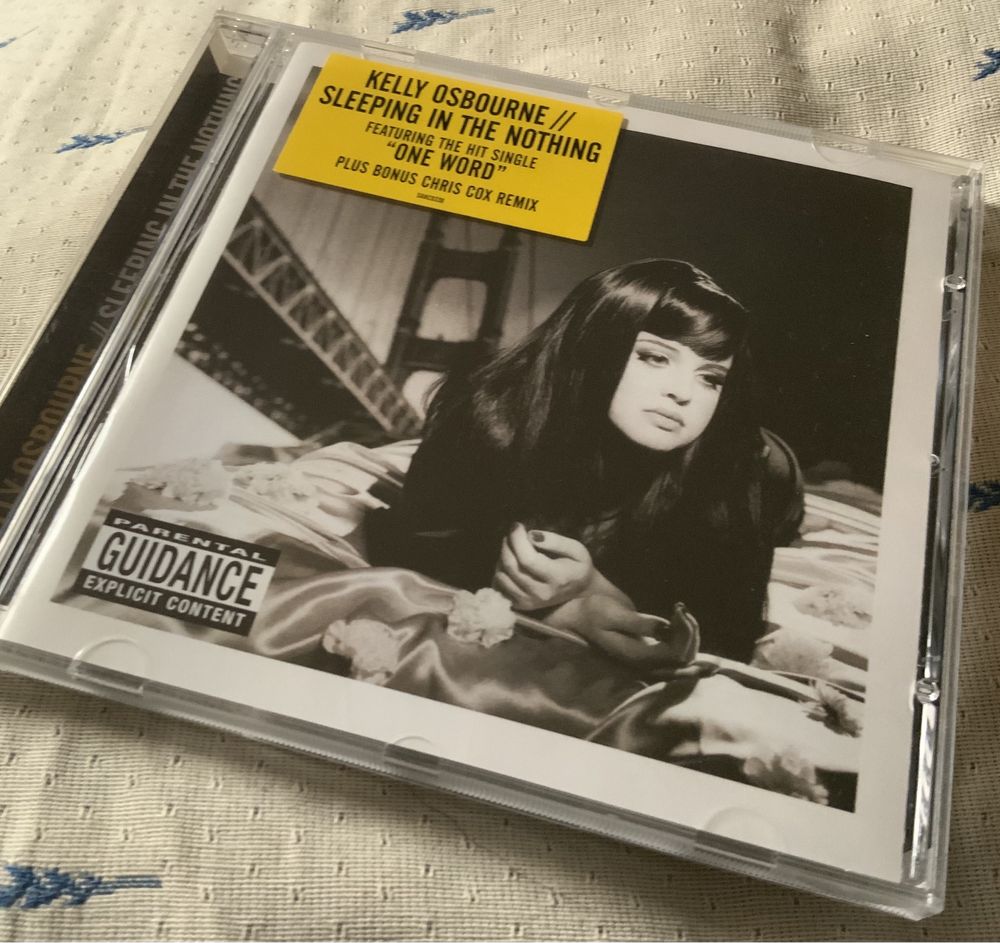 KELLY OSBOURNE //
SLEEPING IN THE NOTHING
FEATURING THE HIT SINGLE
"ONE WORD"
PLUS BONUS CHRIS COX REMIX
LY OSBOURNE // SLEEPING IN THE NOTHING
PARENTAL
GUIDANCE
EXPLICIT CONTENT